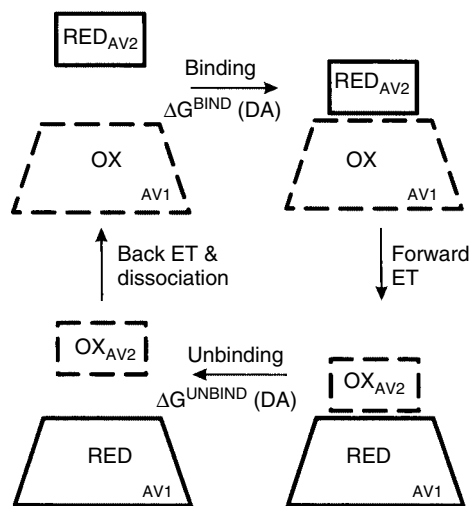 RED_AV2
Binding
ΔG^BIND (DA)
OX
AV1
RED_AV2
OX
AV1
Back ET &
dissociation
Forward
ET
OX_AV2
Unbinding
ΔG^UNBIND (DA)
RED
AV1
OX_AV2
RED
AV1